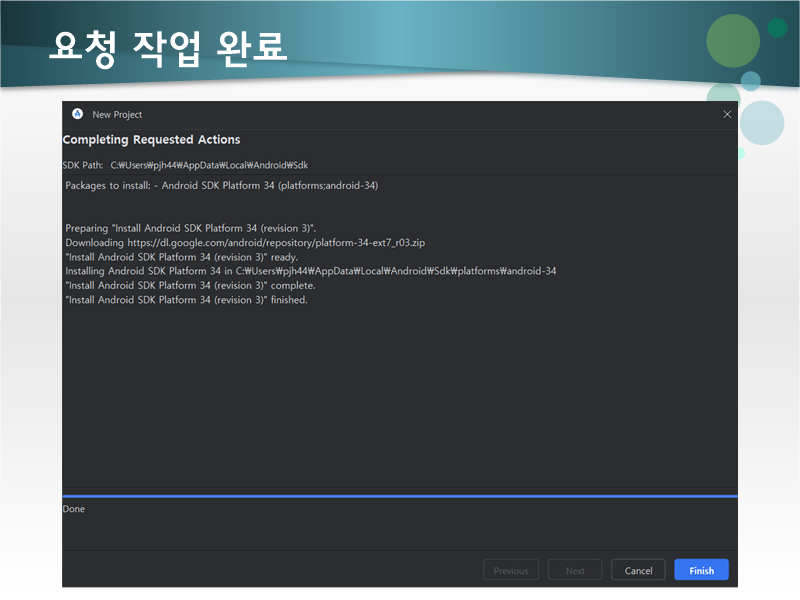 요청 작업 완료
New Project
Completing Requested Actions
SDK Path: C:₩Users₩pjh44₩AppData₩Local₩Android₩Sdk
Packages to install: - Android SDK Platform 34 (platforms;android-34)
Preparing "Install Android SDK Platform 34 (revision 3)".
Downloading https://dl.google.com/android/repository/platform-34-ext7_r03.zip
"Install Android SDK Platform 34 (revision 3)" ready.
Installing Android SDK Platform 34 in C:₩Users₩pjh44₩AppData₩Local₩Android₩Sdk₩platforms₩android-34
"Install Android SDK Platform 34 (revision 3)" complete.
"Install Android SDK Platform 34 (revision 3)" finished.
Done
Previous Next Cancel Finish